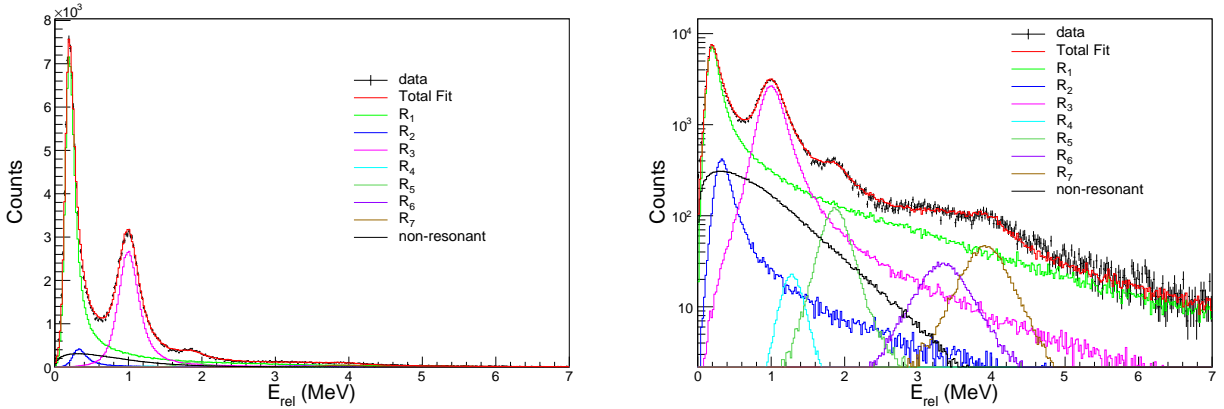 8 ×10³
7
6
5
4
3
2
1
0
Counts
0 1 2 3 4 5 6 7
E_rel (MeV)
data
Total Fit
R₁
R₂
R₃
R₄
R₅
R₆
R₇
non-resonant
10⁴
10³
10²
10
Counts
0 1 2 3 4 5 6 7
E_rel (MeV)
data
Total Fit
R₁
R₂
R₃
R₄
R₅
R₆
R₇
non-resonant